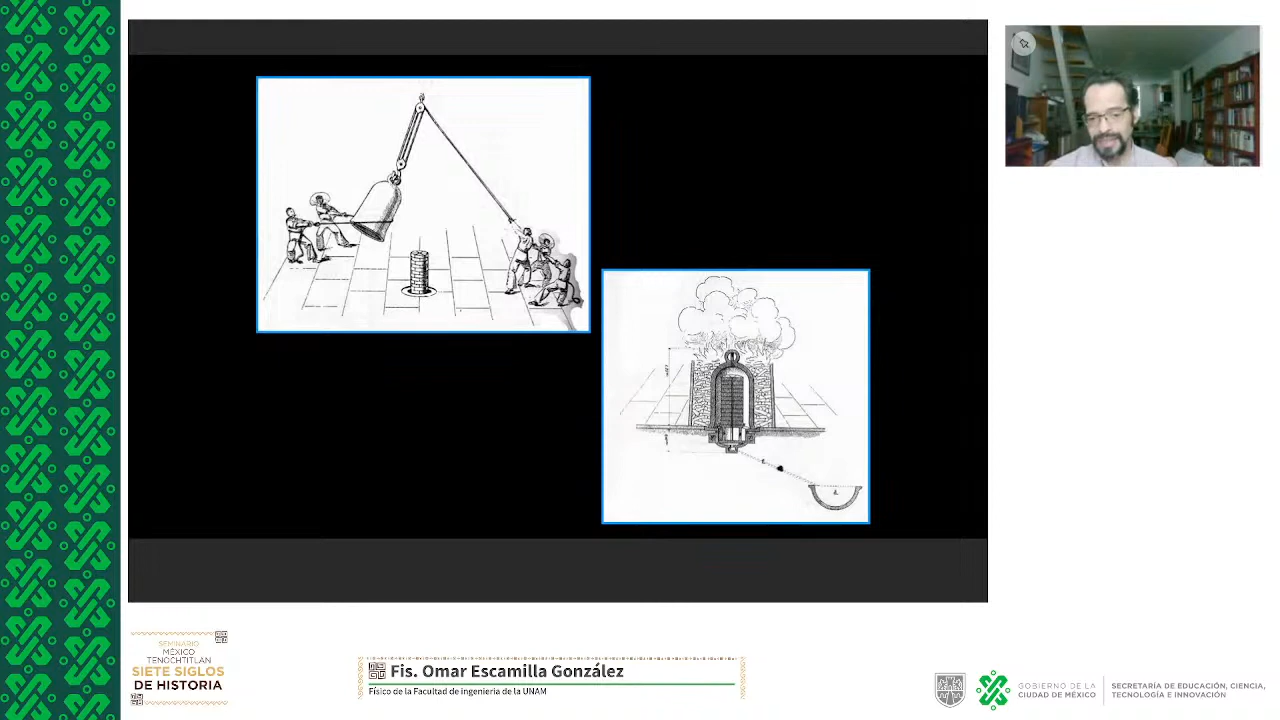 SEMINARIO
MÉXICO
TENOCHTITLAN
SIETE SIGLOS
DE HISTORIA
Fis. Omar Escamilla González
Físico de la Facultad de ingeniería de la UNAM
GOBIERNO DE LA
CIUDAD DE MÉXICO
SECRETARÍA DE EDUCACIÓN, CIENCIA,
TECNOLOGÍA E INNOVACIÓN